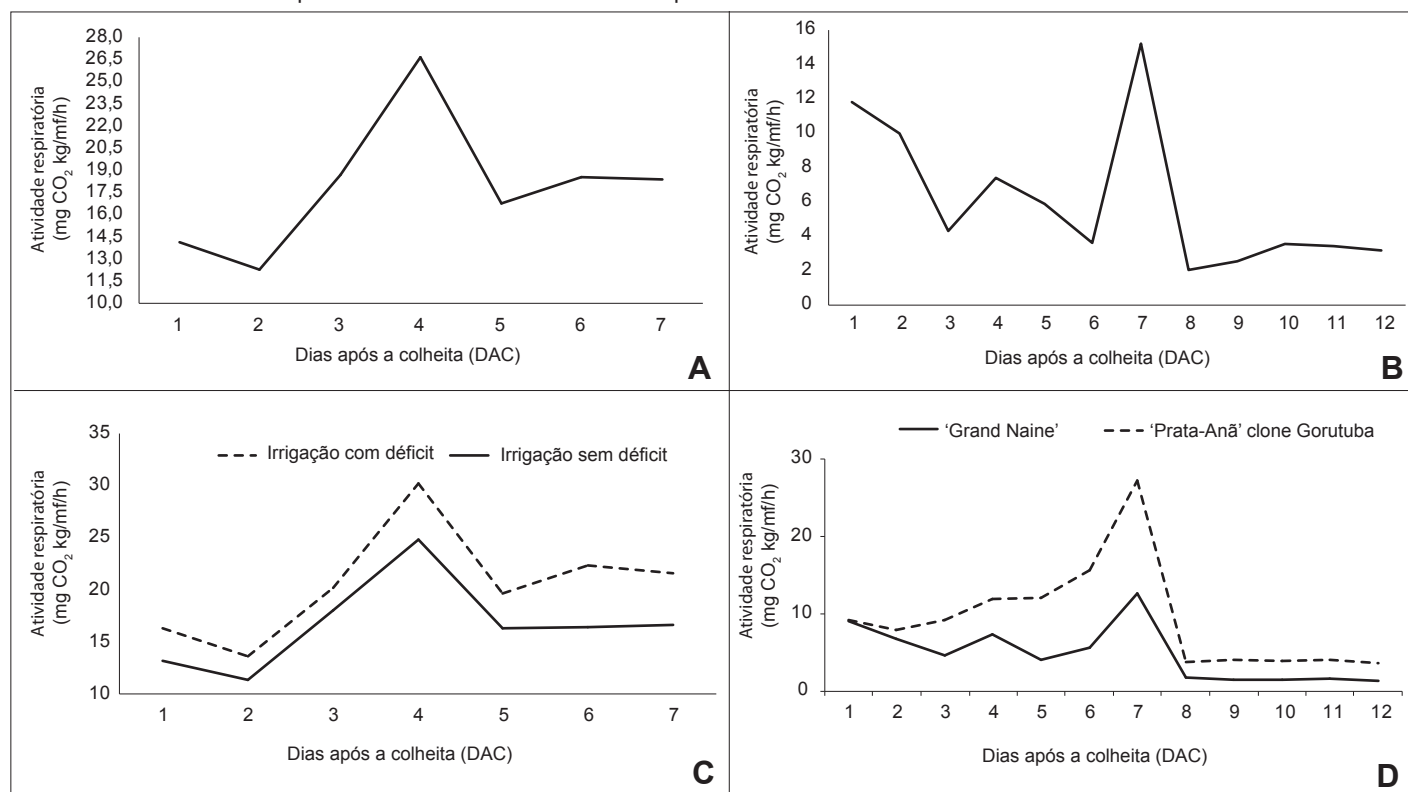 28,0
26,5
25,0
23,5
22,0
20,5
19,0
17,5
16,0
14,5
13,0
11,5
10,0
Atividade respiratória
(mg CO₂ kg/mf/h)
1 2 3 4 5 6 7
Dias após a colheita (DAC)
A
16
14
12
10
8
6
4
2
0
Atividade respiratória
(mg CO₂ kg/mf/h)
1 2 3 4 5 6 7 8 9 10 11 12
Dias após a colheita (DAC)
B
35
30
25
20
15
10
Irrigação com déficit Irrigação sem déficit
Atividade respiratória
(mg CO₂ kg/mf/h)
1 2 3 4 5 6 7
Dias após a colheita (DAC)
C
'Grand Naine' 'Prata-Anã' clone Gorutuba
30
20
10
0
Atividade respiratória
(mg CO₂ kg/mf/h)
1 2 3 4 5 6 7 8 9 10 11 12
Dias após a colheita (DAC)
D